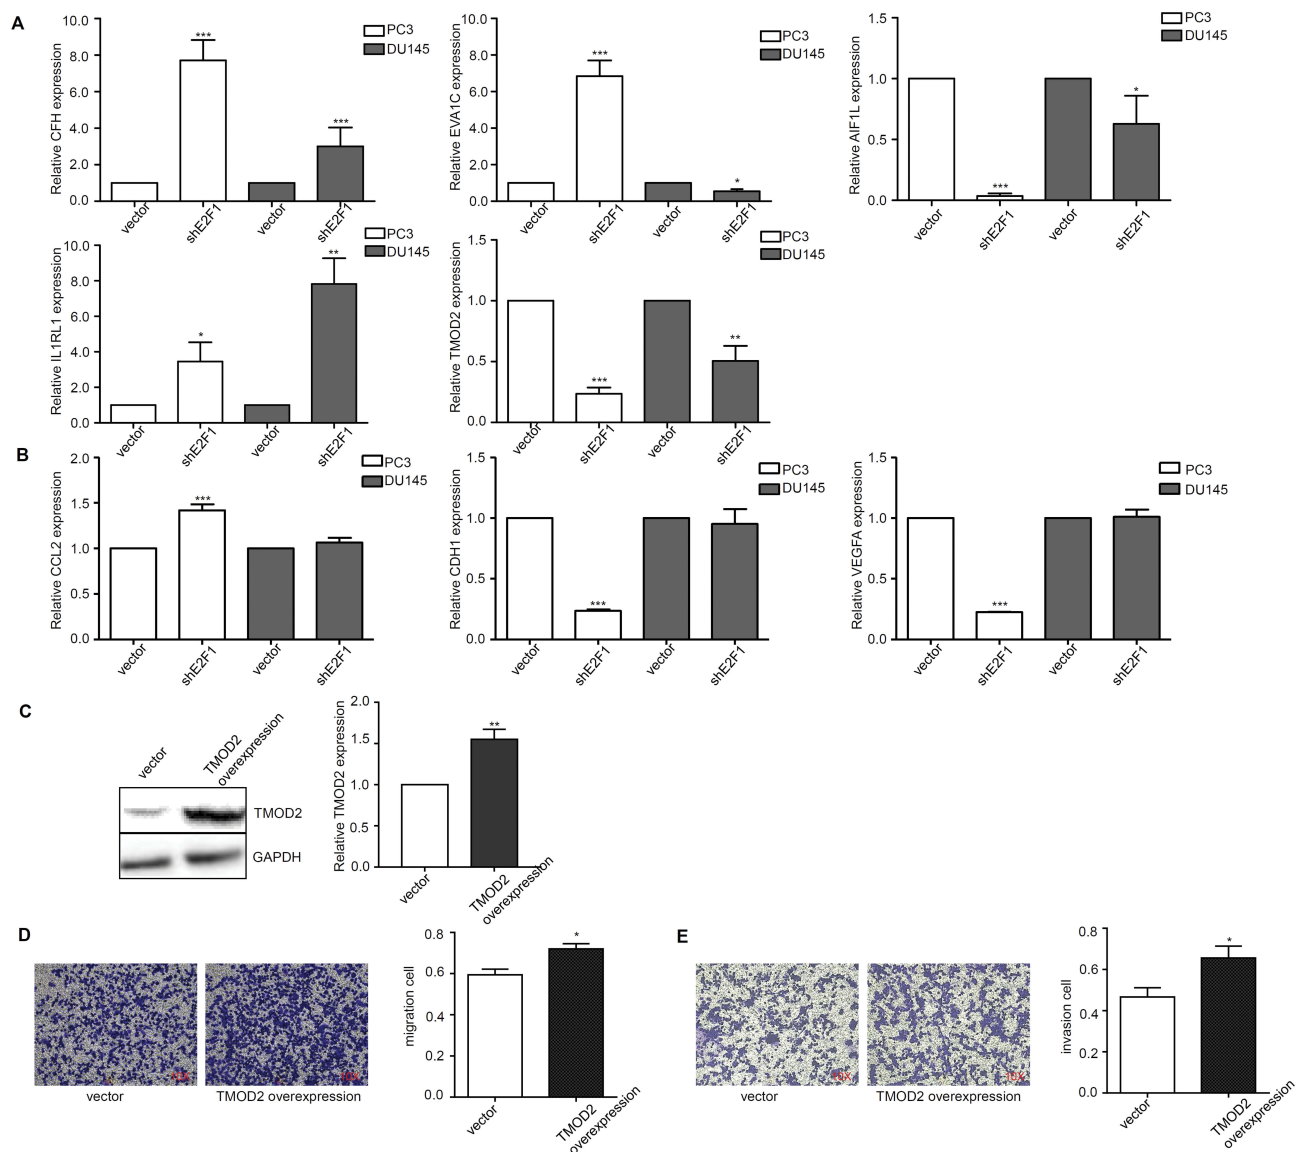 A
Relative CFH expression
10.0
8.0
6.0
4.0
2.0
0.0
***
***
PC3
DU145
vector
shE2F1
vector
shE2F1
Relative EVA1C expression
10.0
8.0
6.0
4.0
2.0
0.0
***
*
PC3
DU145
vector
shE2F1
vector
shE2F1
Relative AIF1L expression
1.5
1.0
0.5
0.0
***
*
PC3
DU145
vector
shE2F1
vector
shE2F1
Relative IL1RL1 expression
10.0
8.0
6.0
4.0
2.0
0.0
*
**
PC3
DU145
vector
shE2F1
vector
shE2F1
Relative TMOD2 expression
1.5
1.0
0.5
0.0
***
**
PC3
DU145
vector
shE2F1
vector
shE2F1
B
Relative CCL2 expression
2.0
1.5
1.0
0.5
0.0
***
PC3
DU145
vector
shE2F1
vector
shE2F1
Relative CDH1 expression
1.5
1.0
0.5
0.0
***
PC3
DU145
vector
shE2F1
vector
shE2F1
Relative VEGFA expression
1.5
1.0
0.5
0.0
***
PC3
DU145
vector
shE2F1
vector
shE2F1
C
vector
TMOD2
overexpression
TMOD2
GAPDH
Relative TMOD2 expression
2.0
1.5
1.0
0.5
0.0
**
vector
TMOD2
overexpression
D
10X
10X
vector
TMOD2 overexpression
migration cell
0.8
0.6
0.4
0.2
0.0
*
vector
TMOD2
overexpression
E
10X
10X
vector
TMOD2 overexpression
invasion cell
0.8
0.6
0.4
0.2
0.0
*
vector
TMOD2
overexpression